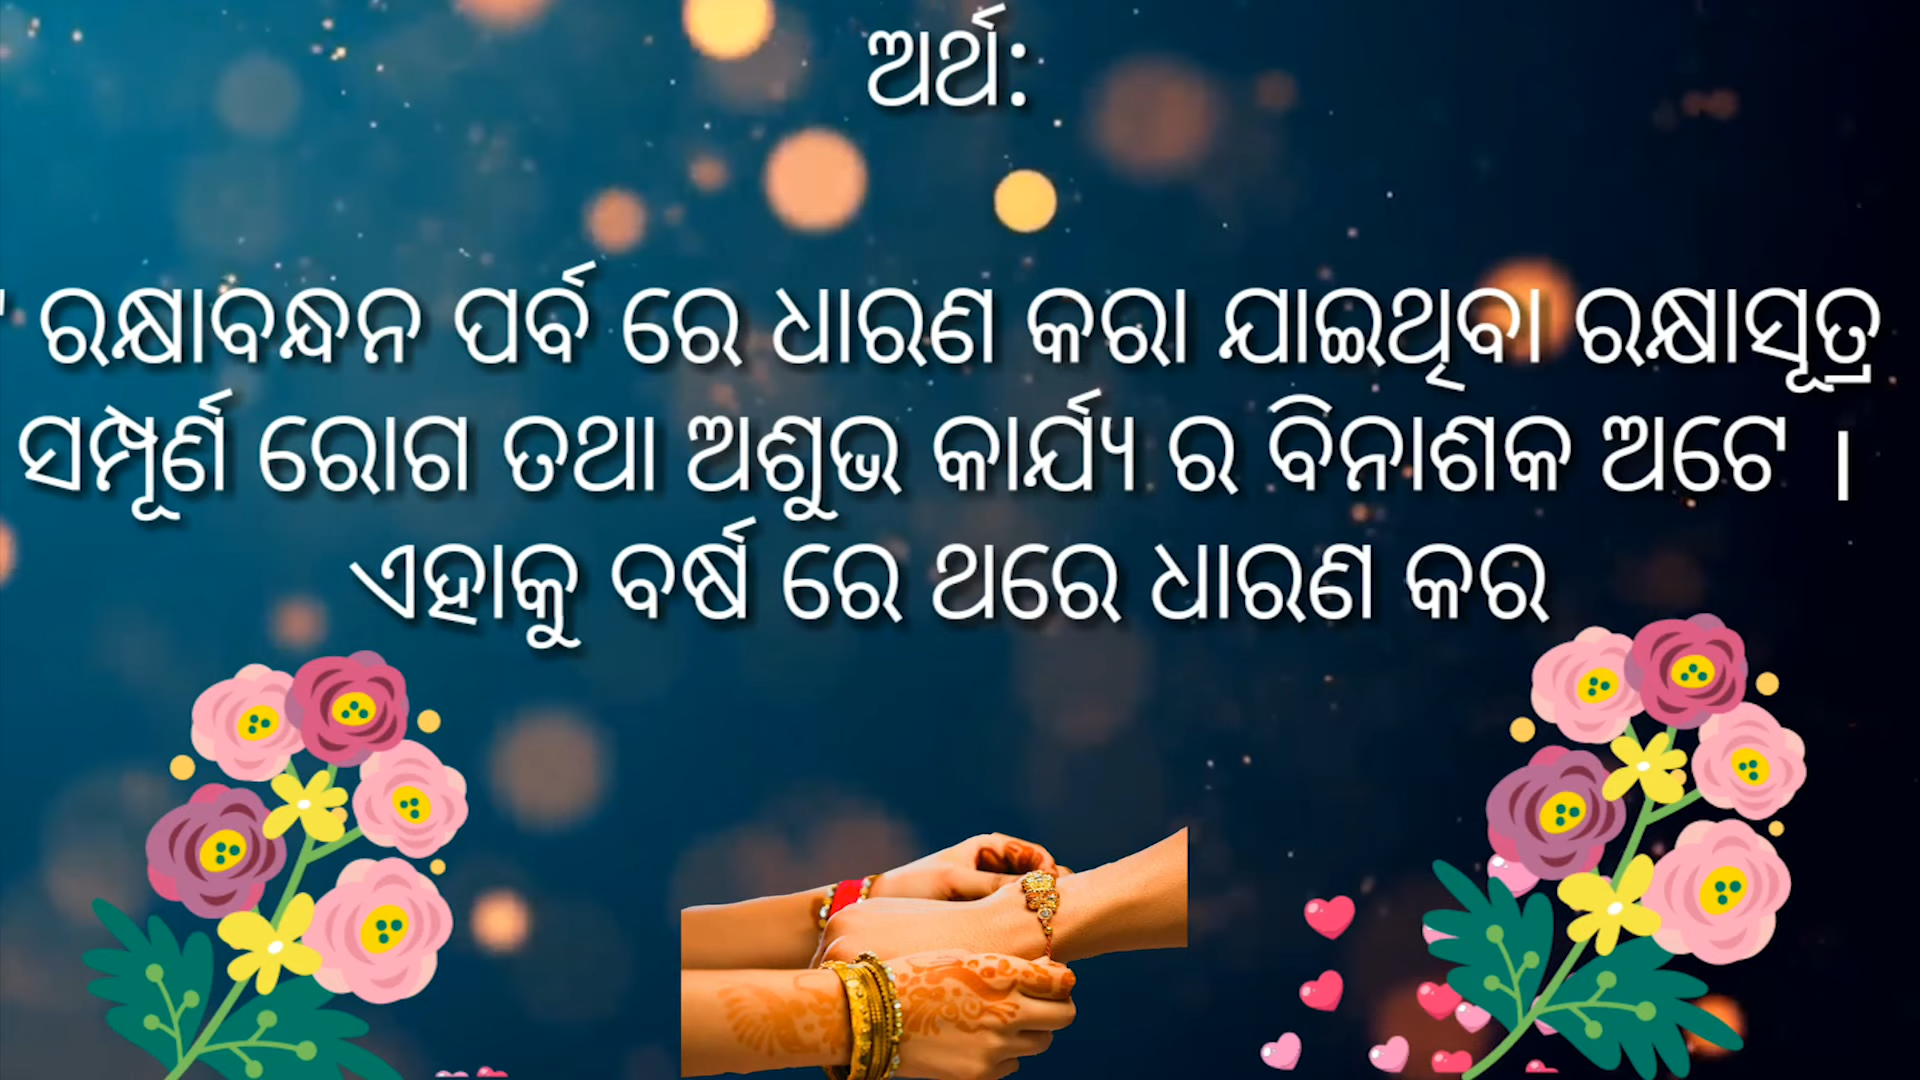 ଅର୍ଥ:
ରକ୍ଷାବନ୍ଧନ ପର୍ବ ରେ ଧାରଣ କରା ଯାଇଥିବା ରକ୍ଷାସୂତ୍ର
ସମ୍ପୂର୍ଣ ରୋଗ ତଥା ଅଶୁଭ କାର୍ଯ୍ୟ ର ବିନାଶକ ଅଟେ ।
ଏହାକୁ ବର୍ଷ ରେ ଥରେ ଧାରଣ କର